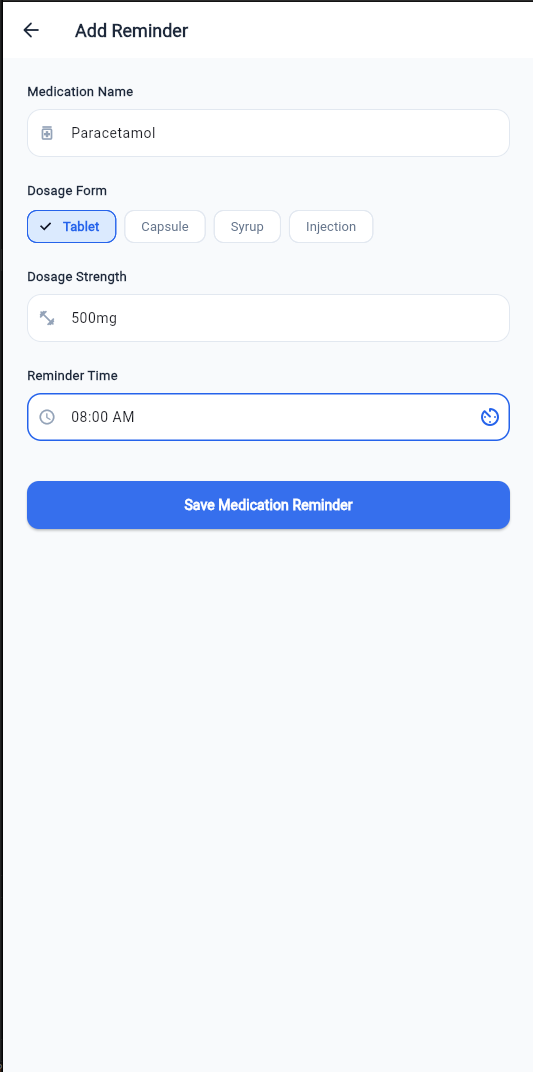 Add Reminder
Medication Name
Paracetamol
Dosage Form
Tablet Capsule Syrup Injection
Dosage Strength
500mg
Reminder Time
08:00 AM
Save Medication Reminder